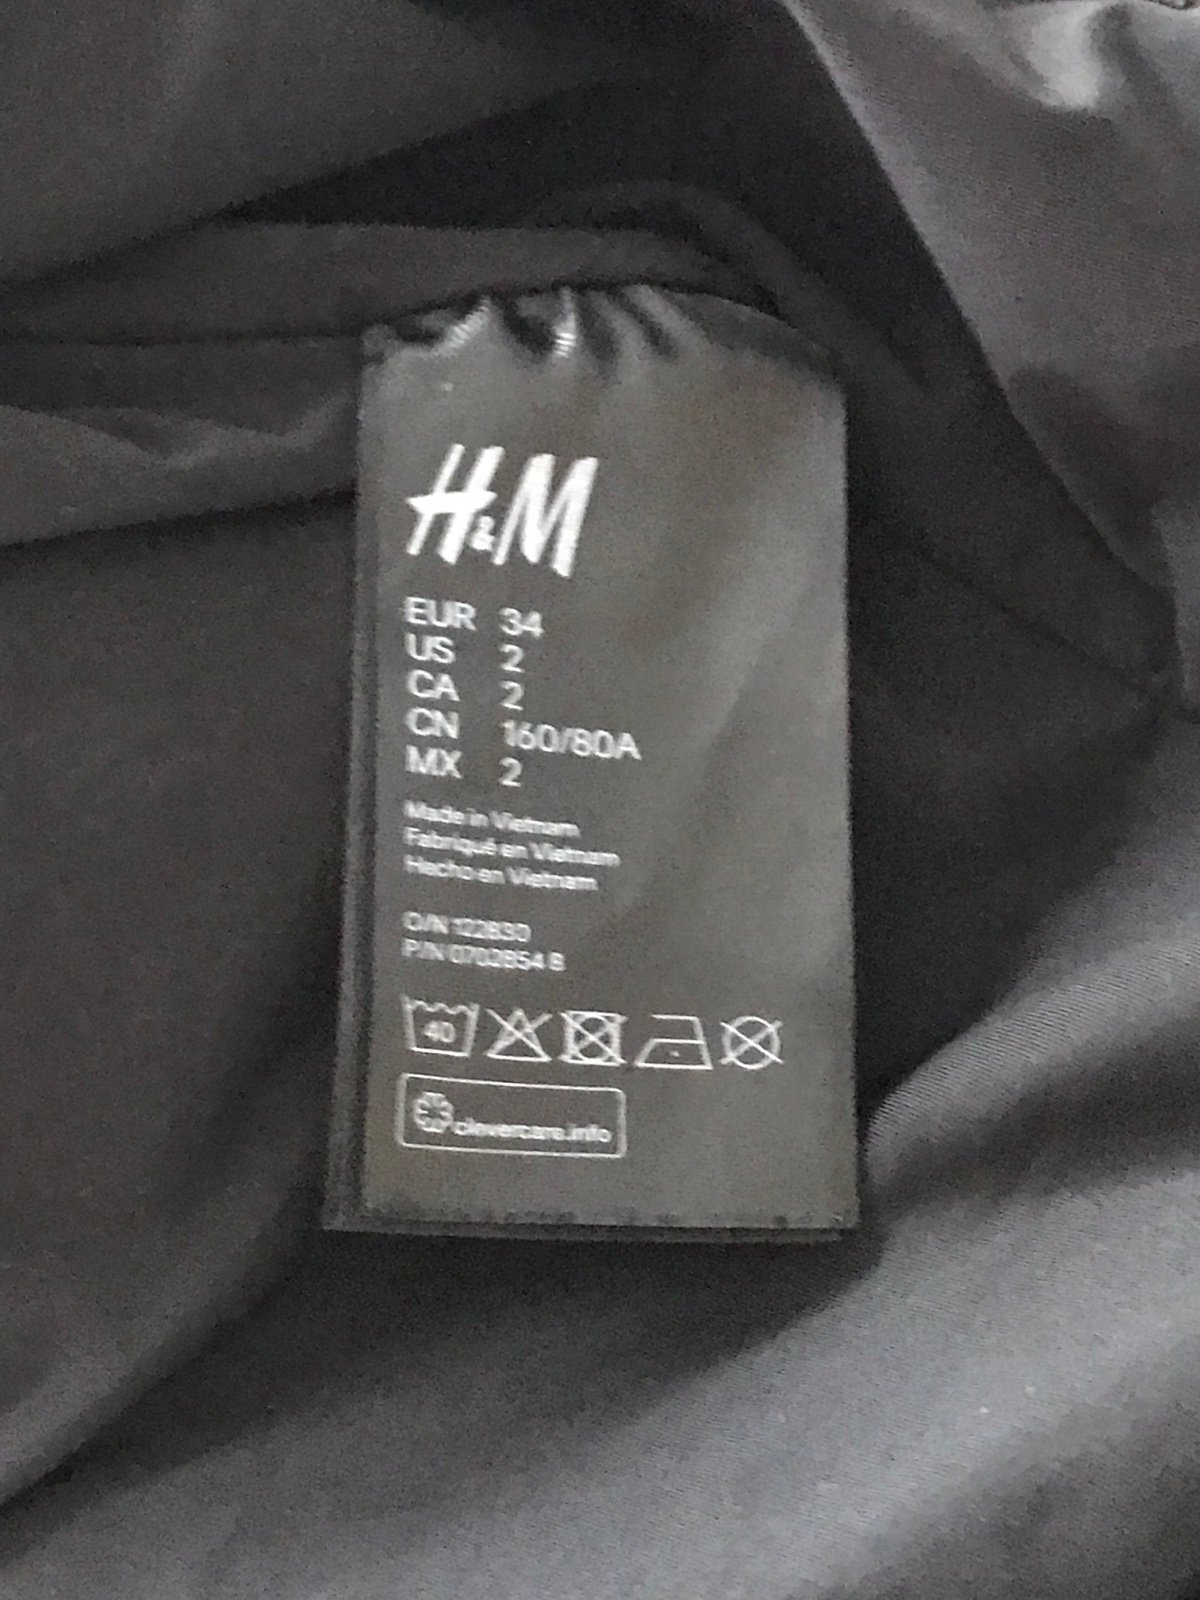 H&M
EUR 34
US 2
CA 2
CN 160/80A
MX 2
Made in Vietnam
Fabriqué en Vietnam
Hecho en Vietnam
O/N 122830
P/N 0702854 B
40
clevercare.info